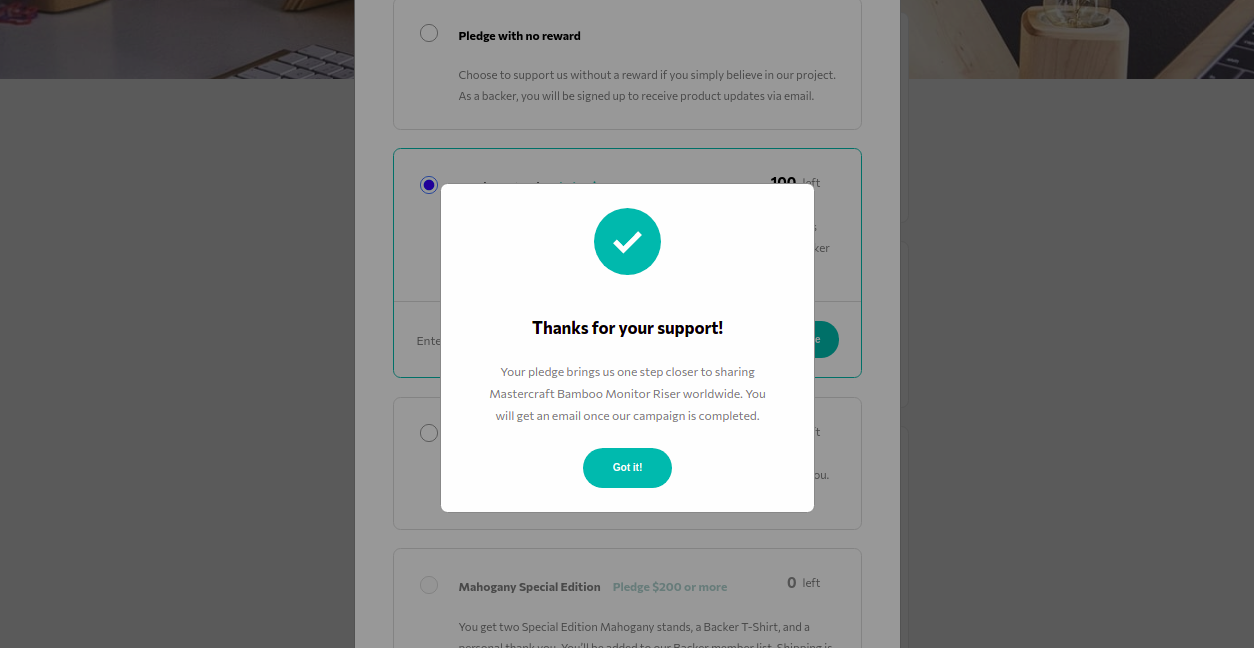 Pledge with no reward
Choose to support us without a reward if you simply believe in our project.
As a backer, you will be signed up to receive product updates via email.
100 left
Thanks for your support!
Your pledge brings us one step closer to sharing
Mastercraft Bamboo Monitor Riser worldwide. You
will get an email once our campaign is completed.
Got it!
Mahogany Special Edition Pledge $200 or more 0 left
You get two Special Edition Mahogany stands, a Backer T-Shirt, and a
personal thank you. You'll be added to our Backer member list. Shipping is